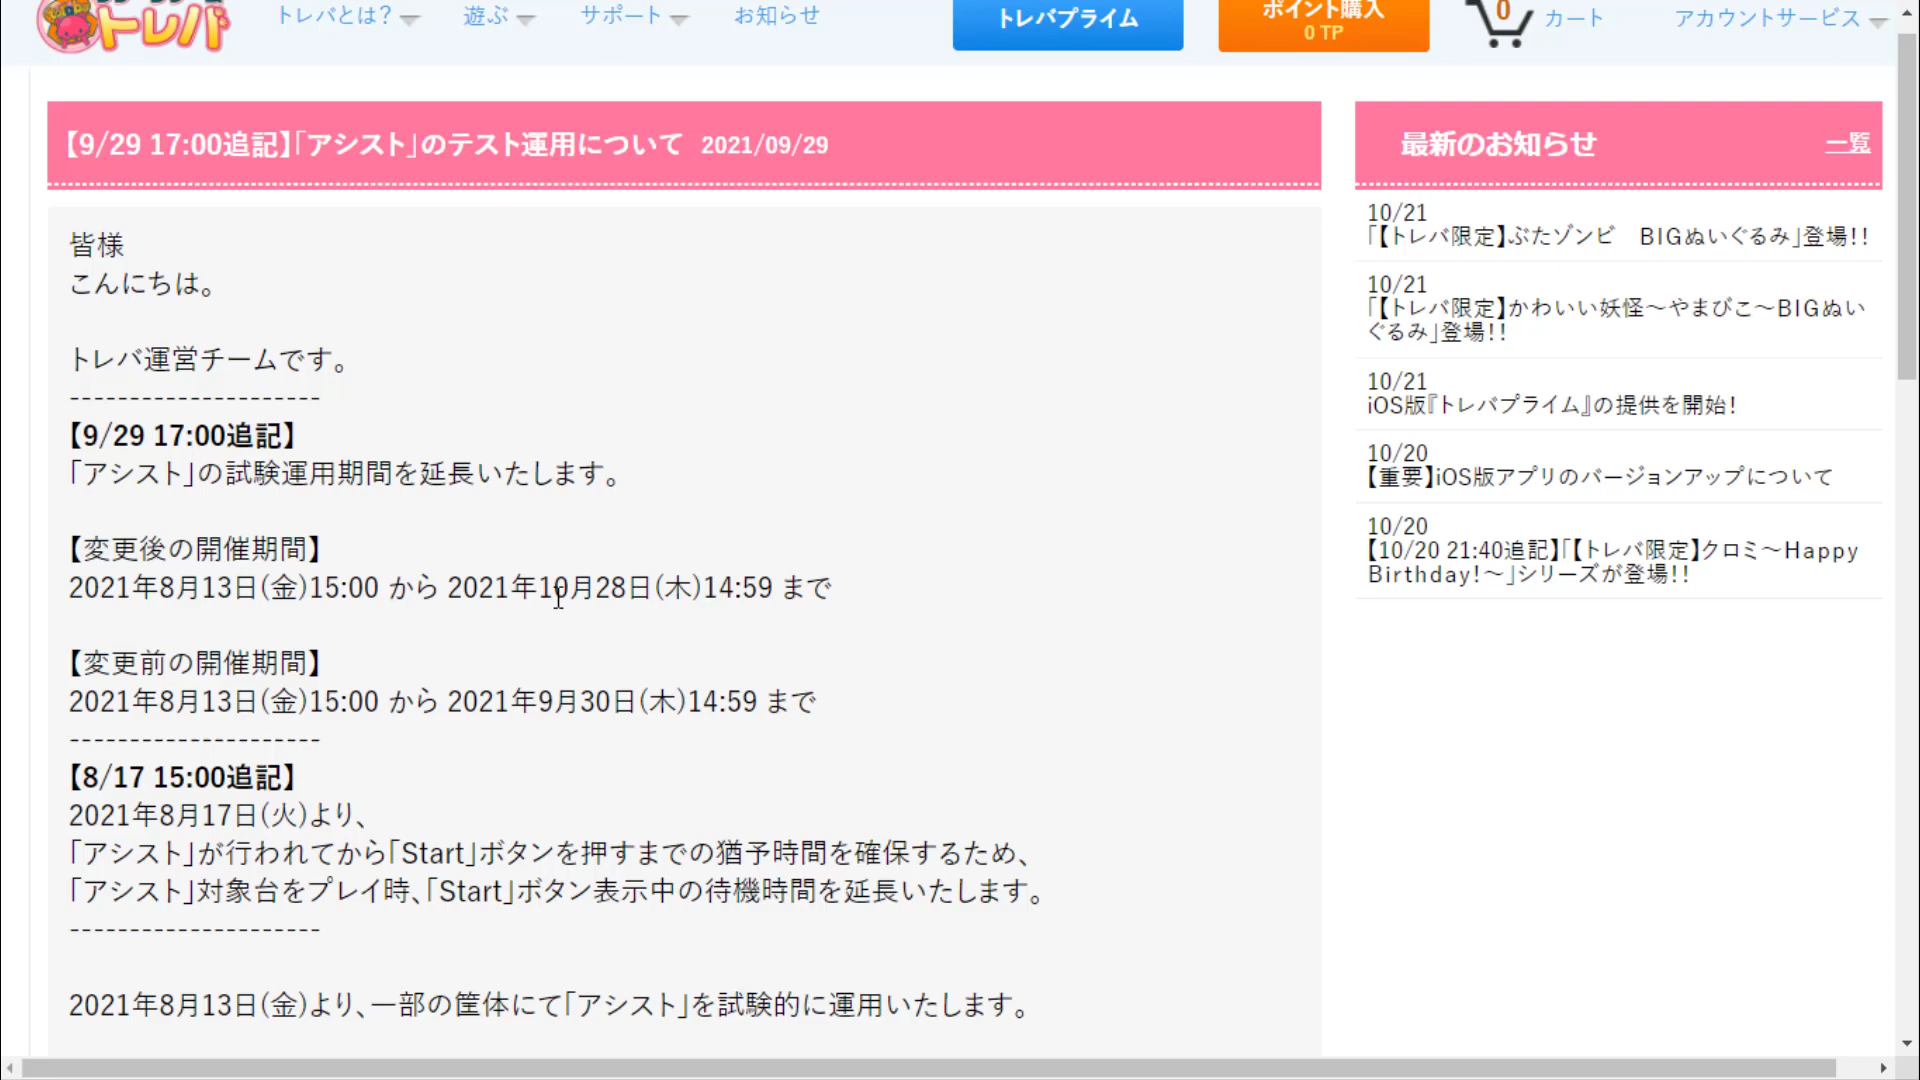 トレバ
トレバとは?
遊ぶ
サポート
お知らせ
トレバプライム
ポイント購入
0 TP
0
カート
アカウントサービス
【9/29 17:00追記】「アシスト」のテスト運用について 2021/09/29
皆様
こんにちは。
トレバ運営チームです。
---------------------
【9/29 17:00追記】
「アシスト」の試験運用期間を延長いたします。
【変更後の開催期間】
2021年8月13日(金)15:00 から 2021年10月28日(木)14:59 まで
【変更前の開催期間】
2021年8月13日(金)15:00 から 2021年9月30日(木)14:59 まで
---------------------
【8/17 15:00追記】
2021年8月17日(火)より、
「アシスト」が行われてから「Start」ボタンを押すまでの猶予時間を確保するため、
「アシスト」対象台をプレイ時、「Start」ボタン表示中の待機時間を延長いたします。
---------------------
2021年8月13日(金)より、一部の筐体にて「アシスト」を試験的に運用いたします。
最新のお知らせ
一覧
10/21
「【トレバ限定】ぶたゾンビ　BIGぬいぐるみ」登場!!
10/21
「【トレバ限定】かわいい妖怪～やまびこ～BIGぬい
ぐるみ」登場!!
10/21
iOS版『トレバプライム』の提供を開始!
10/20
【重要】iOS版アプリのバージョンアップについて
10/20
【10/20 21:40追記】「【トレバ限定】クロミ～Happy
Birthday!～」シリーズが登場!!